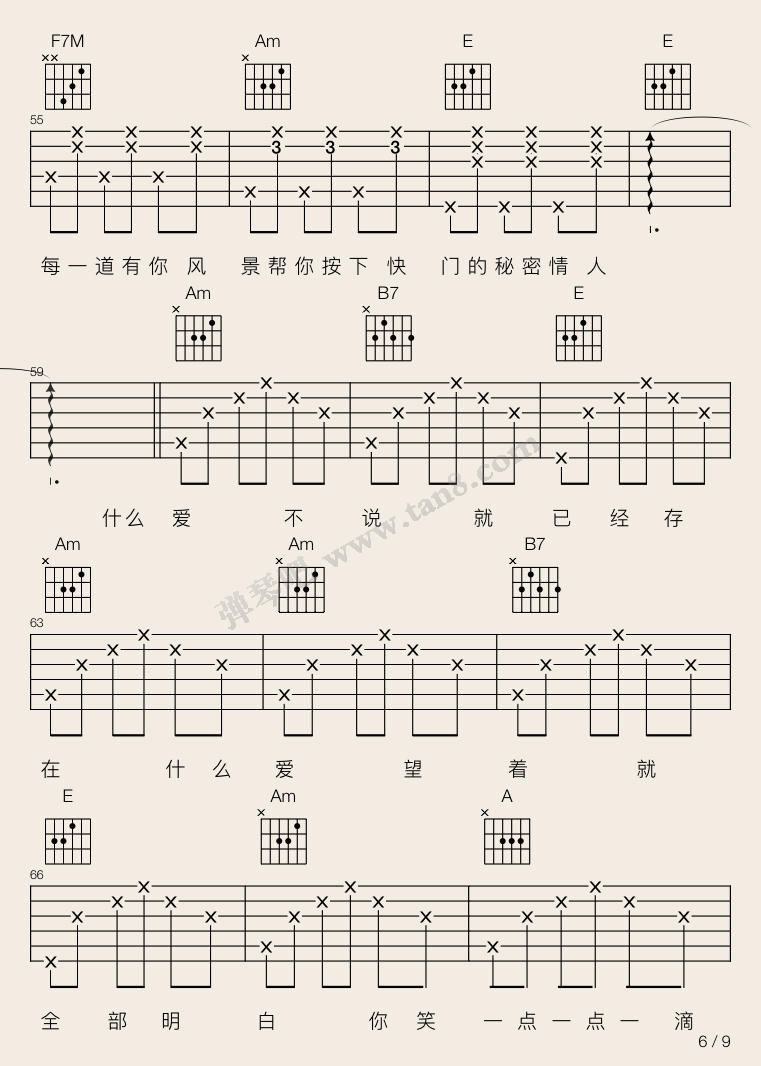 F7M Am E E
55
3 3 3
每一道有你 风 景帮你按下 快 门的秘密情 人
Am B7 E
59
什么 爱 不 说 就 已 经 存
Am Am B7
63
在 什 么 爱 望 着 就
E Am A
66
全 部 明 白 你 笑 一点一点一 滴
6 / 9
弹琴吧 www.tan8.com